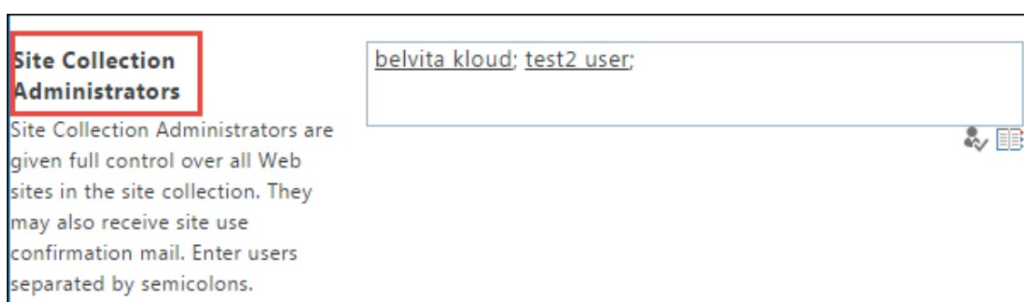 Site Collection
Administrators
belvita kloud; test2 user;
Site Collection Administrators are
given full control over all Web
sites in the site collection. They
may also receive site use
confirmation mail. Enter users
separated by semicolons.